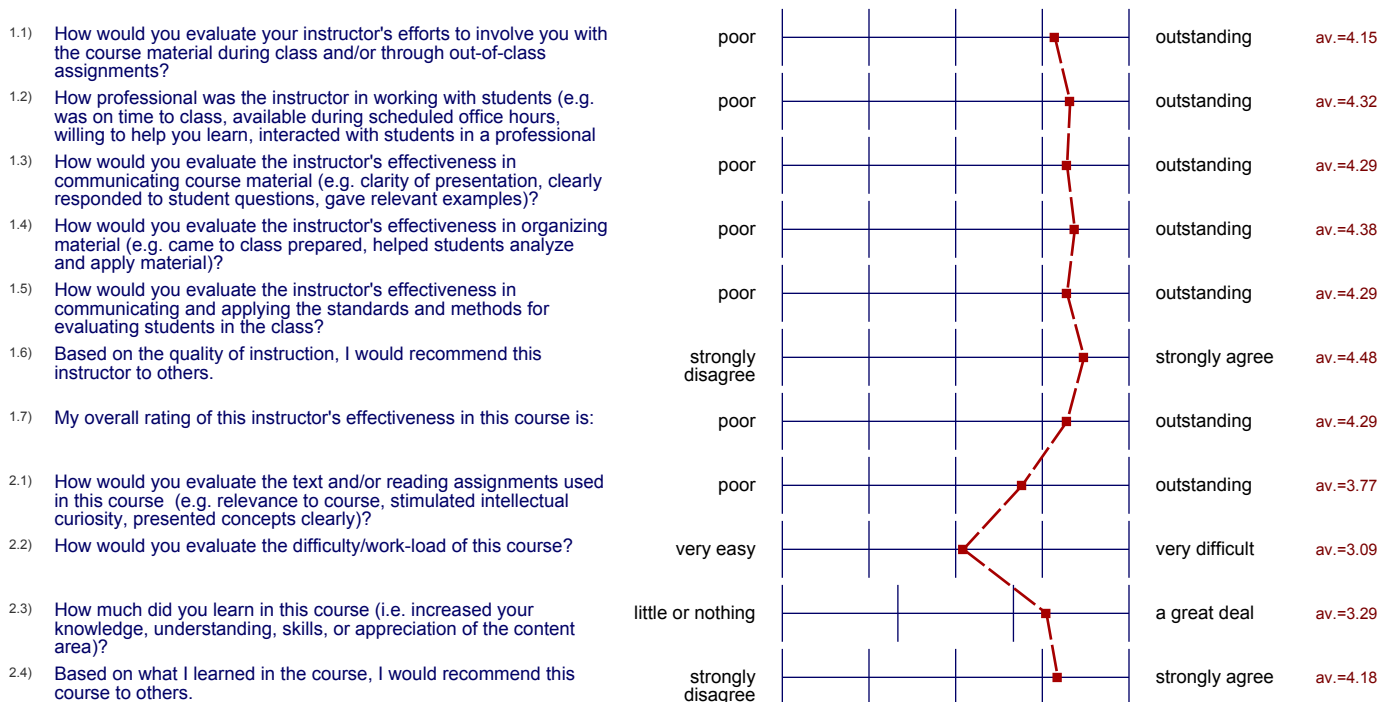 1.1) How would you evaluate your instructor's efforts to involve you with poor outstanding av.=4.15
the course material during class and/or through out-of-class
assignments?
1.2) How professional was the instructor in working with students (e.g. poor outstanding av.=4.32
was on time to class, available during scheduled office hours,
willing to help you learn, interacted with students in a professional
1.3) How would you evaluate the instructor's effectiveness in poor outstanding av.=4.29
communicating course material (e.g. clarity of presentation, clearly
responded to student questions, gave relevant examples)?
1.4) How would you evaluate the instructor's effectiveness in organizing poor outstanding av.=4.38
material (e.g. came to class prepared, helped students analyze
and apply material)?
1.5) How would you evaluate the instructor's effectiveness in poor outstanding av.=4.29
communicating and applying the standards and methods for
evaluating students in the class?
1.6) Based on the quality of instruction, I would recommend this strongly strongly agree av.=4.48
instructor to others. disagree
1.7) My overall rating of this instructor's effectiveness in this course is: poor outstanding av.=4.29
2.1) How would you evaluate the text and/or reading assignments used poor outstanding av.=3.77
in this course (e.g. relevance to course, stimulated intellectual
curiosity, presented concepts clearly)?
2.2) How would you evaluate the difficulty/work-load of this course? very easy very difficult av.=3.09
2.3) How much did you learn in this course (i.e. increased your little or nothing a great deal av.=3.29
knowledge, understanding, skills, or appreciation of the content
area)?
2.4) Based on what I learned in the course, I would recommend this strongly strongly agree av.=4.18
course to others. disagree